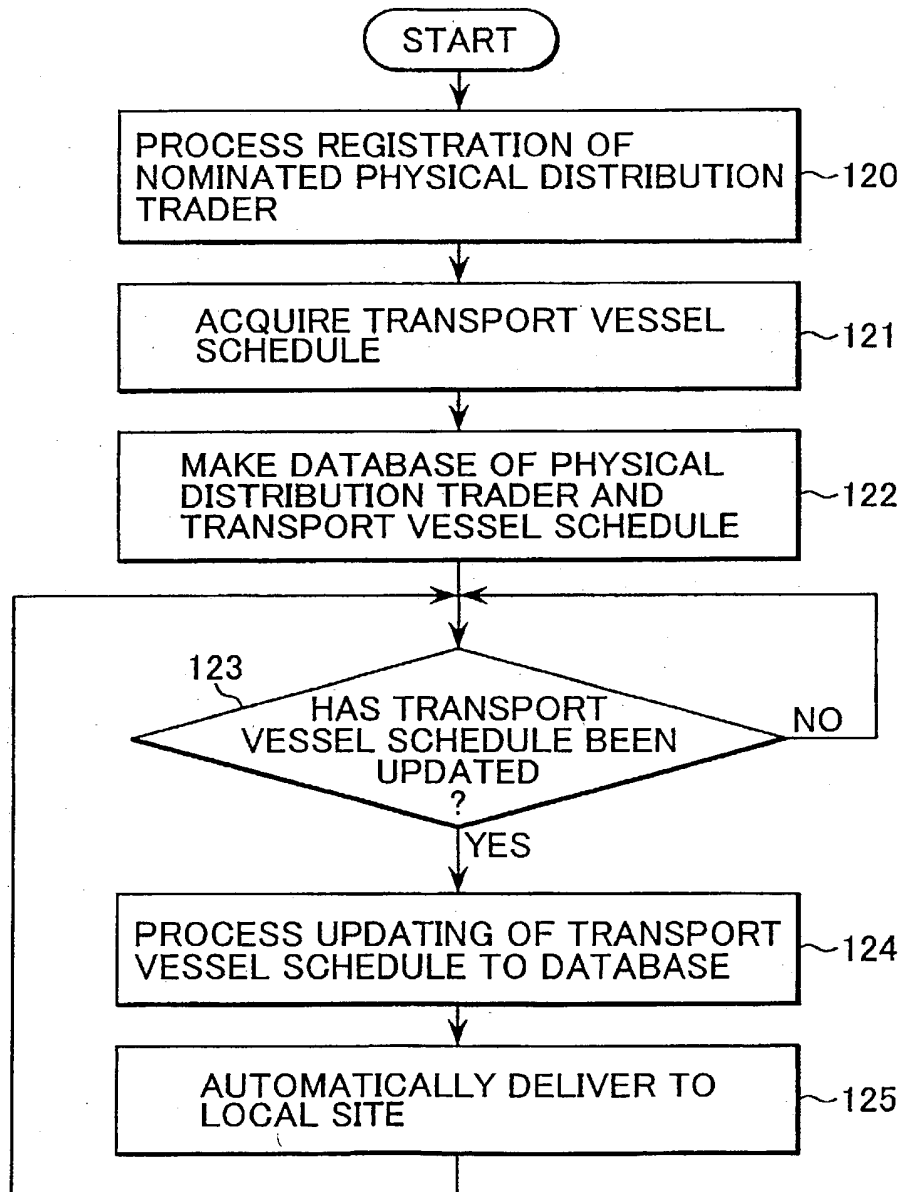 START
PROCESS REGISTRATION OF
NOMINATED PHYSICAL DISTRIBUTION
TRADER
120
ACQUIRE TRANSPORT VESSEL
SCHEDULE
121
MAKE DATABASE OF PHYSICAL
DISTRIBUTION TRADER AND
TRANSPORT VESSEL SCHEDULE
122
123
HAS TRANSPORT
VESSEL SCHEDULE BEEN
UPDATED
?
NO
YES
PROCESS UPDATING OF TRANSPORT
VESSEL SCHEDULE TO DATABASE
124
AUTOMATICALLY DELIVER TO
LOCAL SITE
125